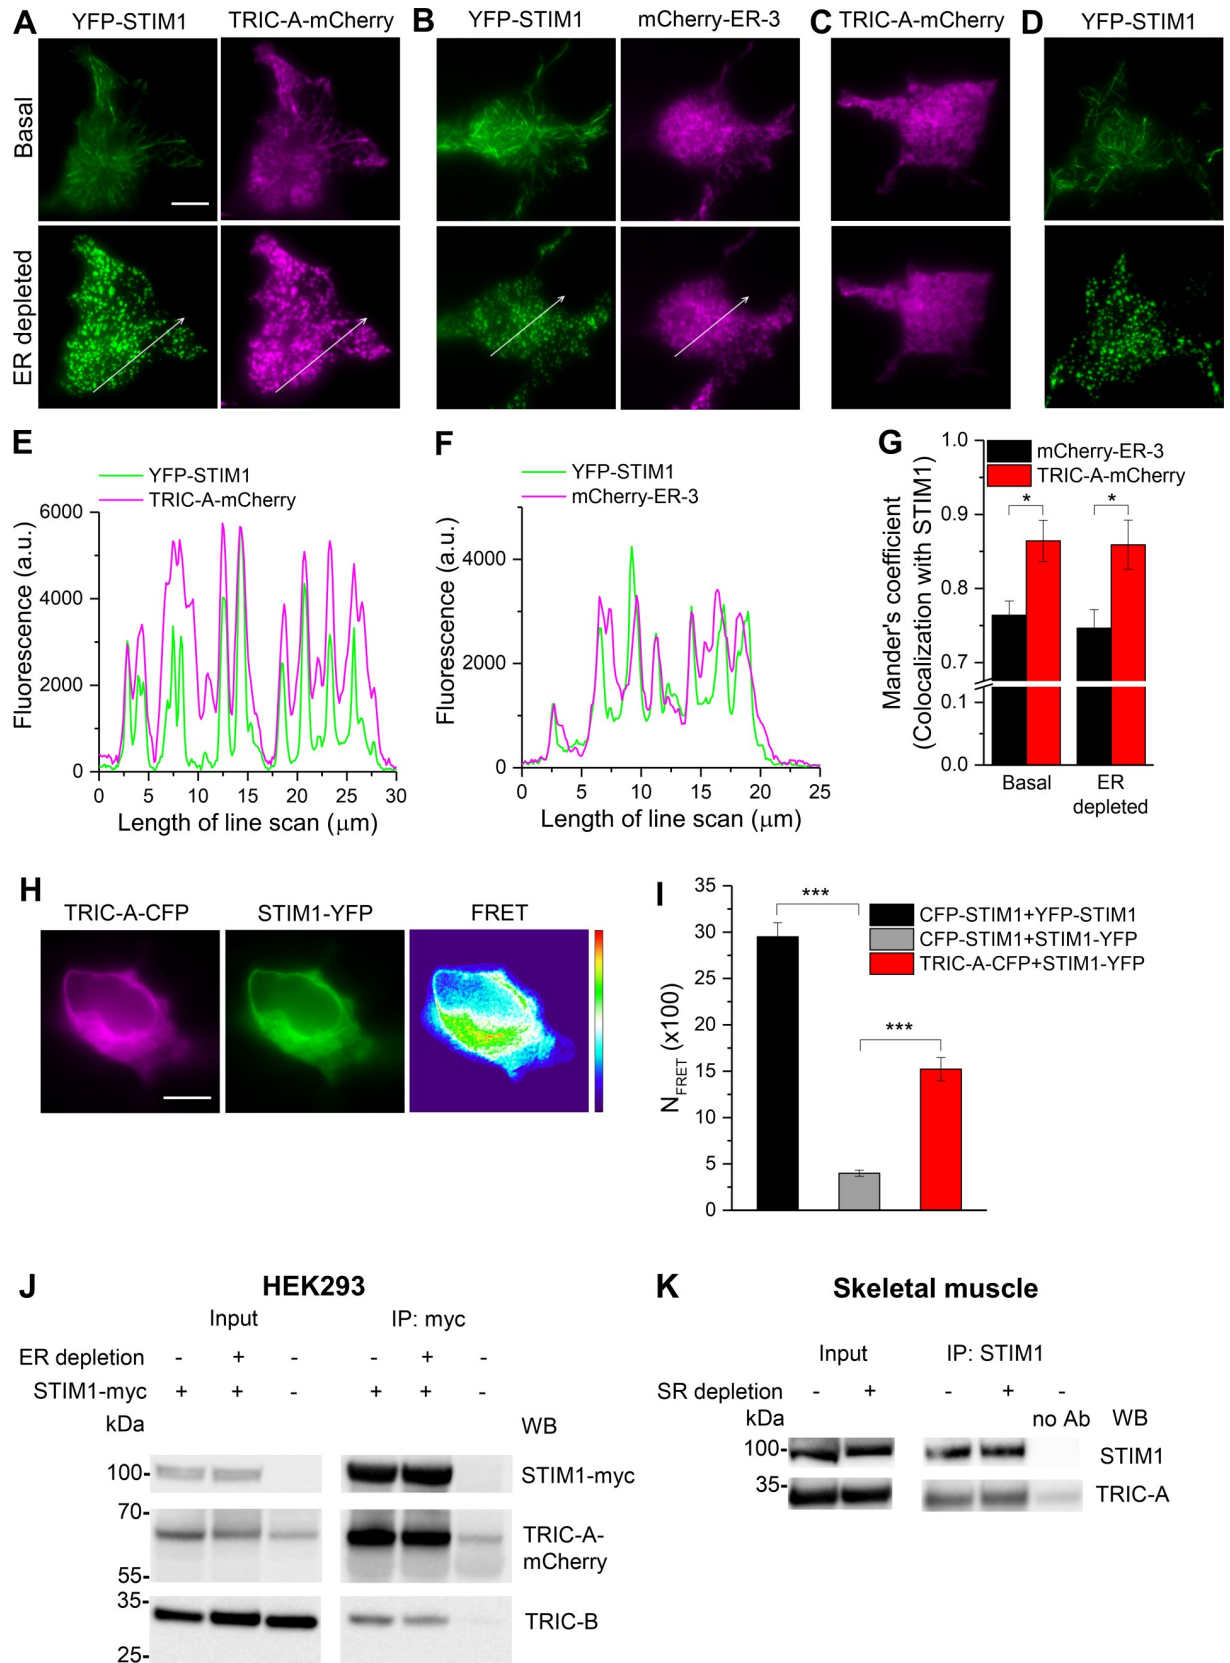 A YFP-STIM1 TRIC-A-mCherry B YFP-STIM1 mCherry-ER-3 C TRIC-A-mCherry D YFP-STIM1
Basal
ER depleted
E
YFP-STIM1
TRIC-A-mCherry
6000
4000
2000
0
Fluorescence (a.u.)
0 5 10 15 20 25 30
Length of line scan (μm)
F
YFP-STIM1
mCherry-ER-3
4000
2000
0
Fluorescence (a.u.)
0 5 10 15 20 25
Length of line scan (μm)
G
mCherry-ER-3
TRIC-A-mCherry
Mander's coefficient
(Colocalization with STIM1)
1.0
0.9
0.8
0.7
0.1
0.0
* *
Basal ER
depleted
H
TRIC-A-CFP STIM1-YFP FRET
I
35
30
25
20
15
10
5
0
NFRET (x100)
***
***
CFP-STIM1+YFP-STIM1
CFP-STIM1+STIM1-YFP
TRIC-A-CFP+STIM1-YFP
J HEK293
Input IP: myc
ER depletion - + - - + -
STIM1-myc + + - + + -
kDa WB
100- STIM1-myc
70-
TRIC-A-
mCherry
55-
35-
TRIC-B
25-
K Skeletal muscle
Input IP: STIM1
SR depletion - + - + -
kDa no Ab WB
100- STIM1
35-
TRIC-A